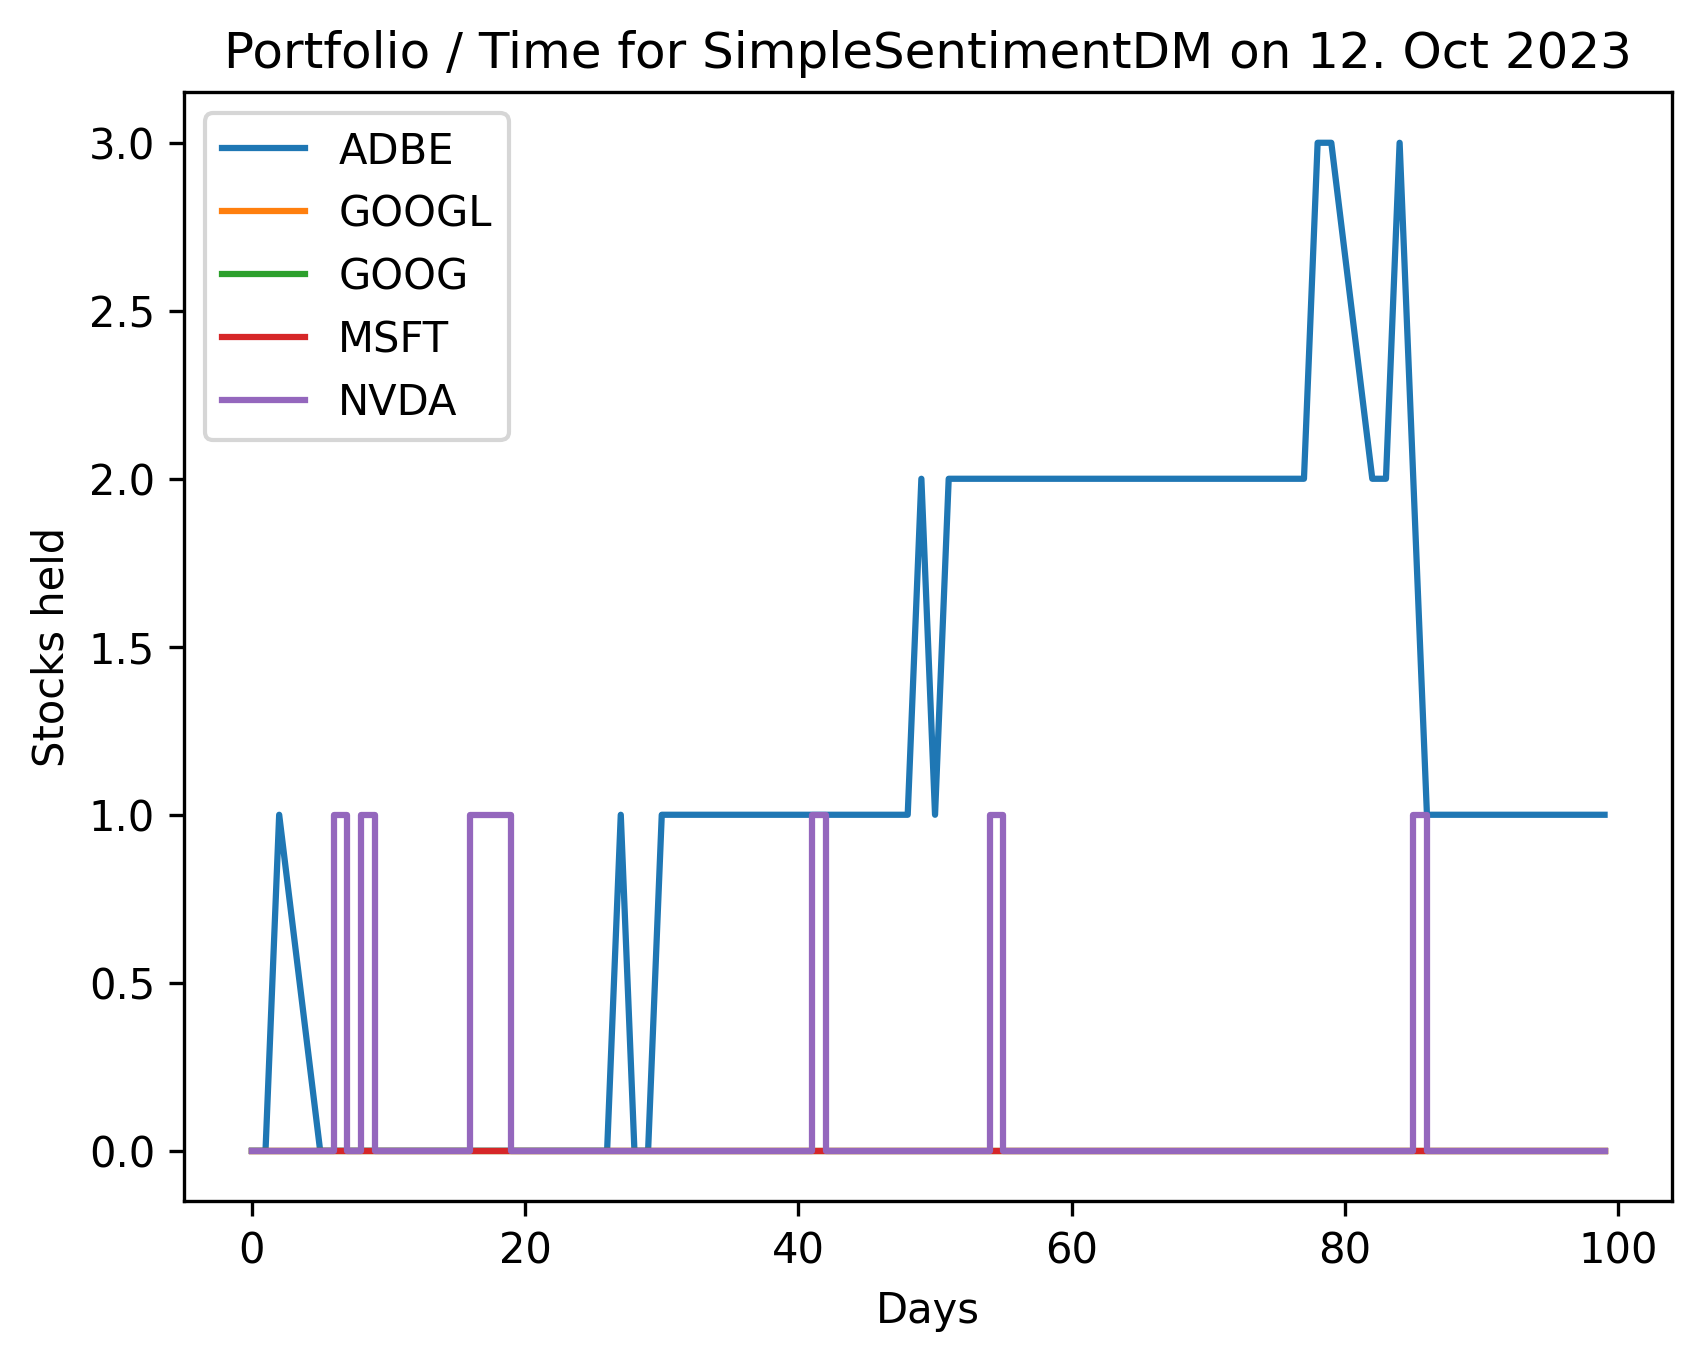 Portfolio / Time for SimpleSentimentDM on 12. Oct 2023
ADBE
GOOGL
GOOG
MSFT
NVDA
Stocks held
3.0
2.5
2.0
1.5
1.0
0.5
0.0
0 20 40 60 80 100
Days